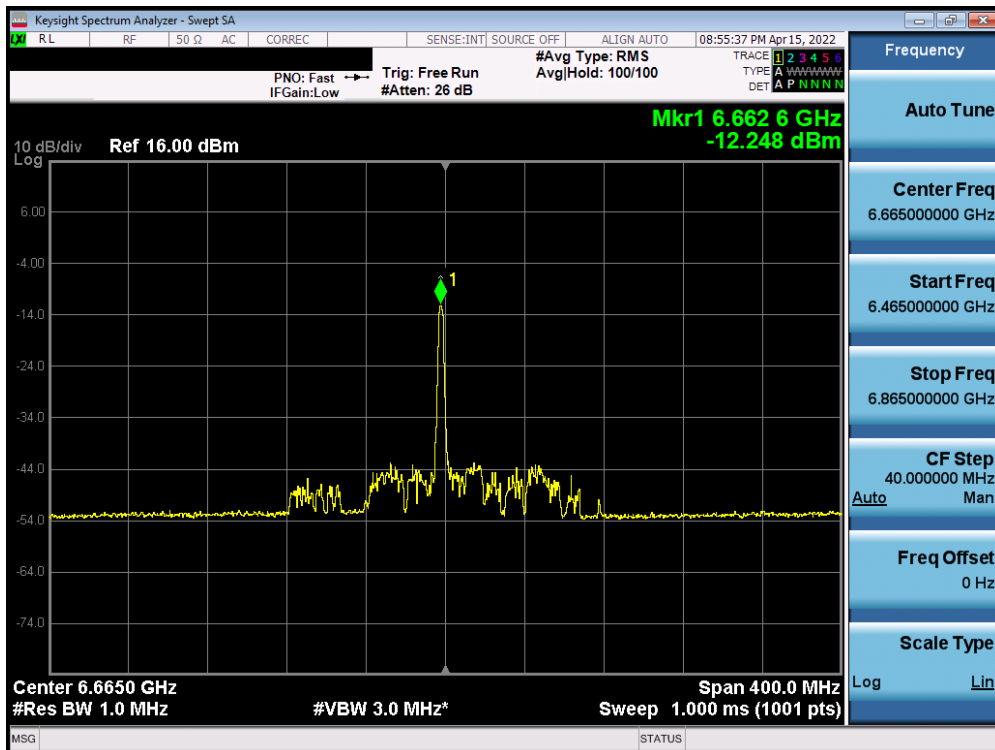 Keysight Spectrum Analyzer - Swept SA
LXI RL RF 50 Ω AC CORREC SENSE:INT SOURCE OFF ALIGN AUTO 08:55:37 PM Apr 15, 2022
Frequency
PNO: Fast Trig: Free Run #Avg Type: RMS TRACE 1 2 3 4 5 6
IFGain:Low #Atten: 26 dB Avg|Hold: 100/100 TYPE A WWWWW
DET A P N N N N
Mkr1 6.662 6 GHz
-12.248 dBm
10 dB/div Ref 16.00 dBm
Log
6.00
-4.00
-14.0
-24.0
-34.0
-44.0
-54.0
-64.0
-74.0
1
Center 6.6650 GHz Span 400.0 MHz
#Res BW 1.0 MHz #VBW 3.0 MHz* Sweep 1.000 ms (1001 pts)
Auto Tune
Center Freq
6.665000000 GHz
Start Freq
6.465000000 GHz
Stop Freq
6.865000000 GHz
CF Step
40.000000 MHz
Auto Man
Freq Offset
0 Hz
Scale Type
Log Lin
MSG STATUS